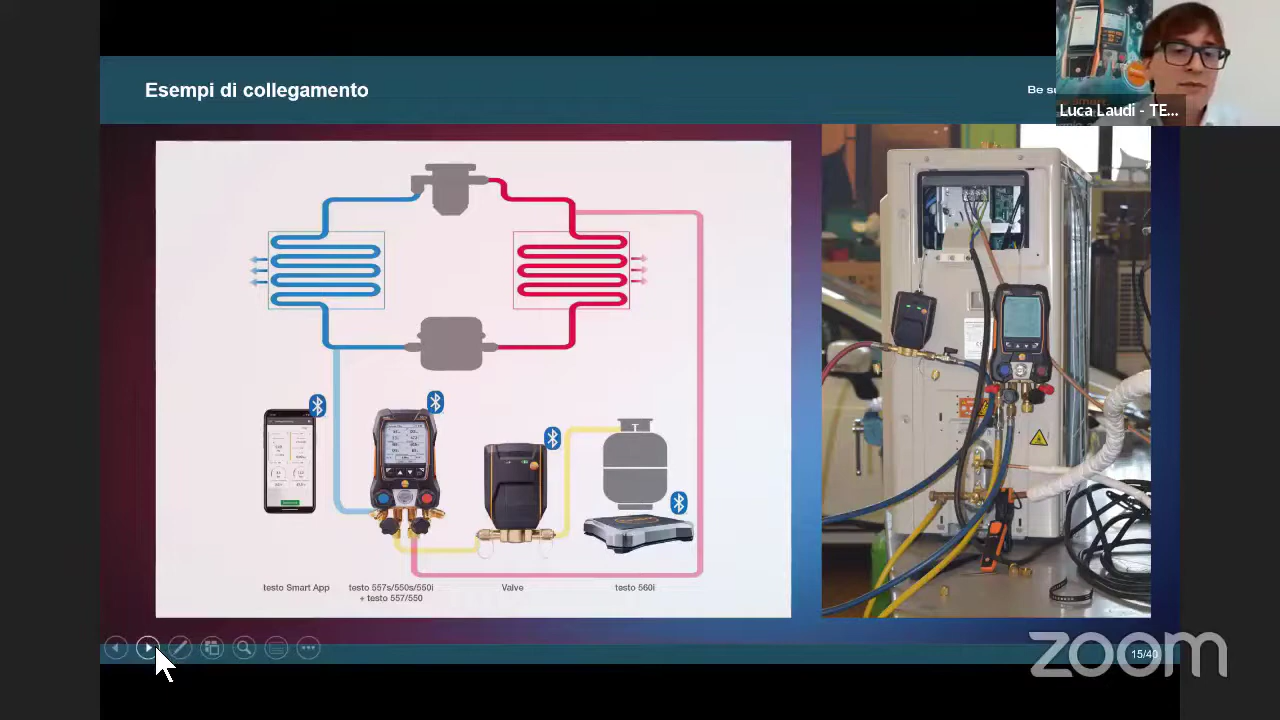 Esempi di collegamento
Be su
Luca Laudi - TE...
T
testo Smart App
testo 557s/550s/550i
+ testo 557/550
Valve
testo 560i
15/40
zoom